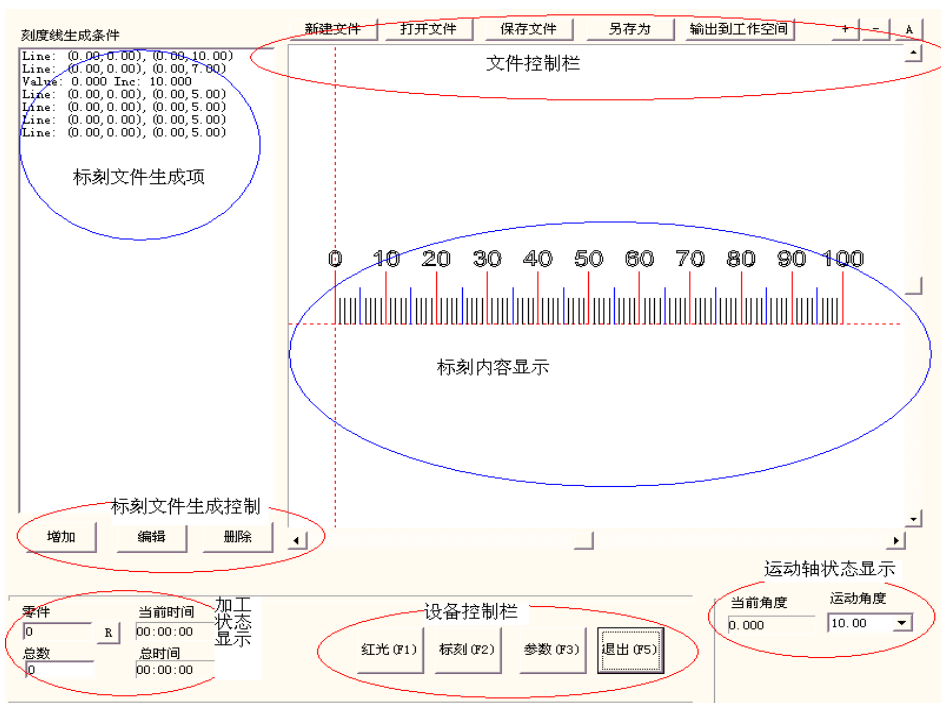 刻度线生成条件
新建文件 打开文件 保存文件 另存为 输出到工作空间 + - A
Line: (0.00,0.00), (0.00,10.00)
Line: (0.00,0.00), (0.00,7.00)
Value: 0.000 Inc: 10.000
Line: (0.00,0.00), (0.00,5.00)
Line: (0.00,0.00), (0.00,5.00)
Line: (0.00,0.00), (0.00,5.00)
Line: (0.00,0.00), (0.00,5.00)
文件控制栏
标刻文件生成项
0 10 20 30 40 50 60 70 80 90 100
标刻内容显示
标刻文件生成控制
增加 编辑 删除
运动轴状态显示
零件 当前时间
0 R 00:00:00
总数 总时间
0 00:00:00
加工
状态
显示
设备控制栏
红光(F1) 标刻(F2) 参数(F3) 退出(F5)
当前角度 运动角度
0.000 10.00